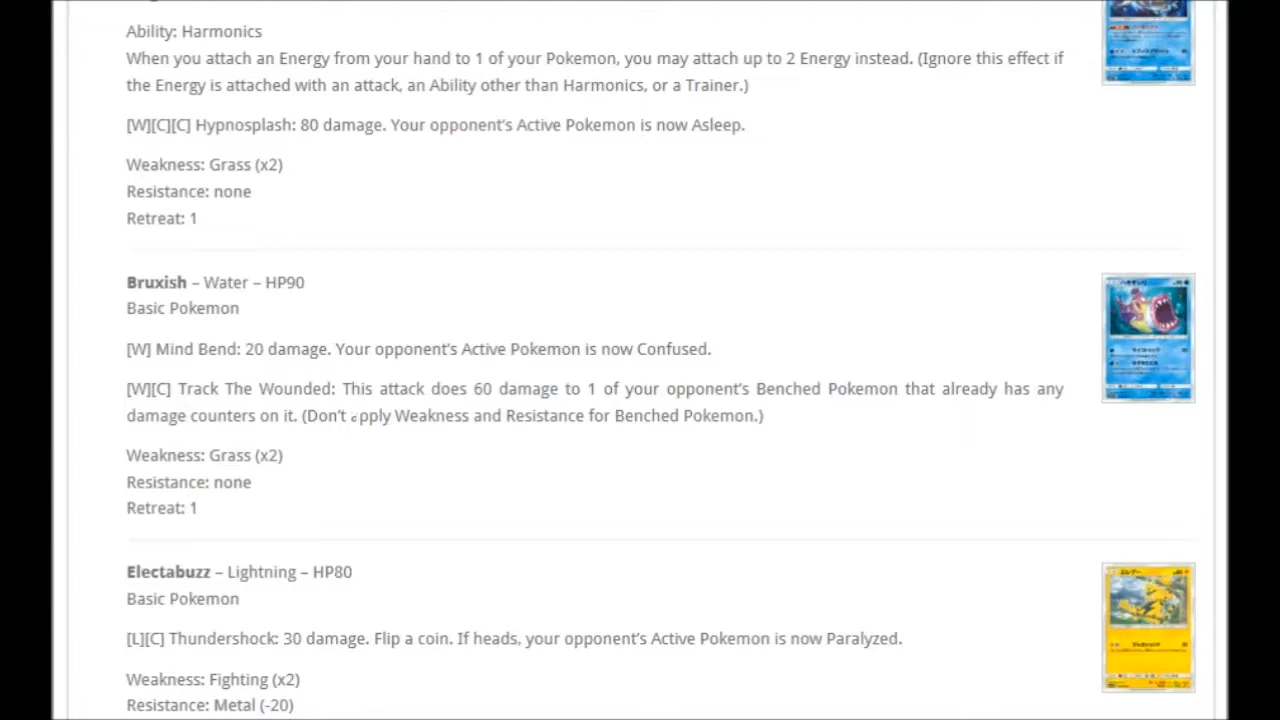 Ability: Harmonics
When you attach an Energy from your hand to 1 of your Pokemon, you may attach up to 2 Energy instead. (Ignore this effect if
the Energy is attached with an attack, an Ability other than Harmonics, or a Trainer.)
[W][C][C] Hypnosplash: 80 damage. Your opponent's Active Pokemon is now Asleep.
Weakness: Grass (x2)
Resistance: none
Retreat: 1
Bruxish – Water – HP90
Basic Pokemon
[W] Mind Bend: 20 damage. Your opponent's Active Pokemon is now Confused.
[W][C] Track The Wounded: This attack does 60 damage to 1 of your opponent's Benched Pokemon that already has any
damage counters on it. (Don't apply Weakness and Resistance for Benched Pokemon.)
Weakness: Grass (x2)
Resistance: none
Retreat: 1
Electabuzz – Lightning – HP80
Basic Pokemon
[L][C] Thundershock: 30 damage. Flip a coin. If heads, your opponent's Active Pokemon is now Paralyzed.
Weakness: Fighting (x2)
Resistance: Metal (-20)